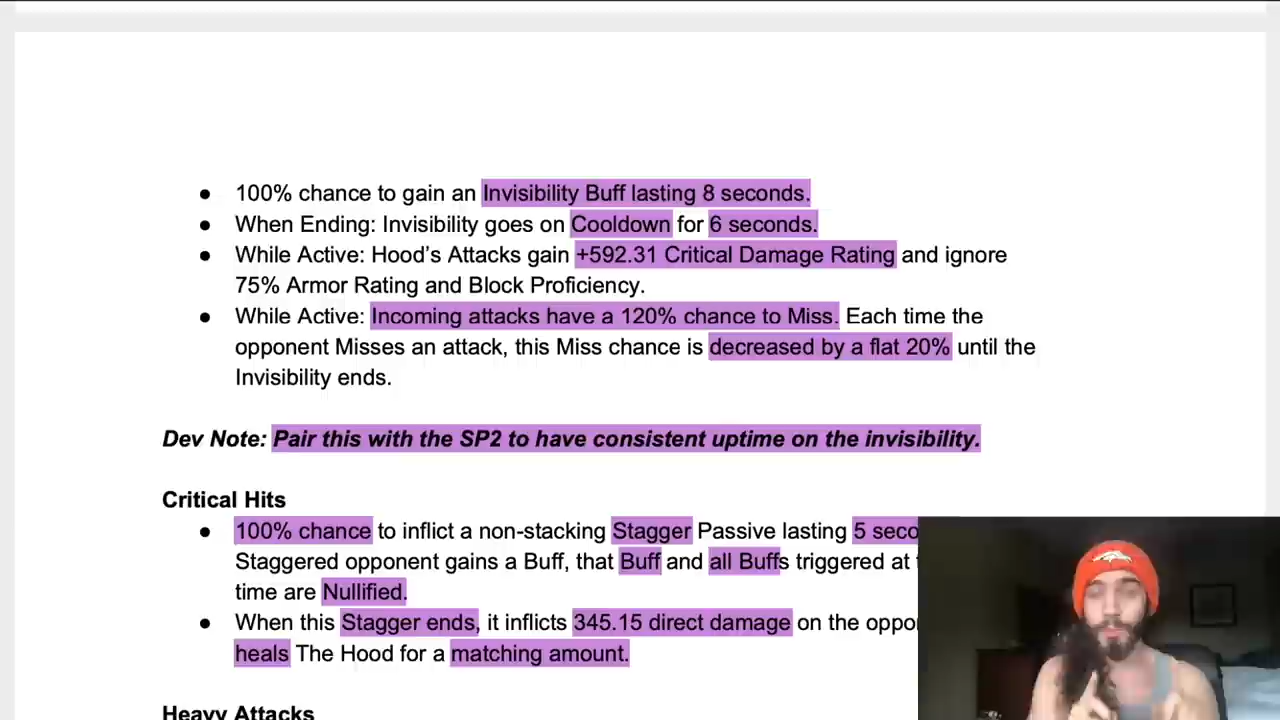 ● 100% chance to gain an Invisibility Buff lasting 8 seconds.
● When Ending: Invisibility goes on Cooldown for 6 seconds.
● While Active: Hood’s Attacks gain +592.31 Critical Damage Rating and ignore
75% Armor Rating and Block Proficiency.
● While Active: Incoming attacks have a 120% chance to Miss. Each time the
opponent Misses an attack, this Miss chance is decreased by a flat 20% until the
Invisibility ends.
Dev Note: Pair this with the SP2 to have consistent uptime on the invisibility.
Critical Hits
● 100% chance to inflict a non-stacking Stagger Passive lasting 5
Staggered opponent gains a Buff, that Buff and all Buffs triggered at
time are Nullified.
● When this Stagger ends, it inflicts 345.15 direct damage on the
heals The Hood for a matching amount.
Heavy Attacks